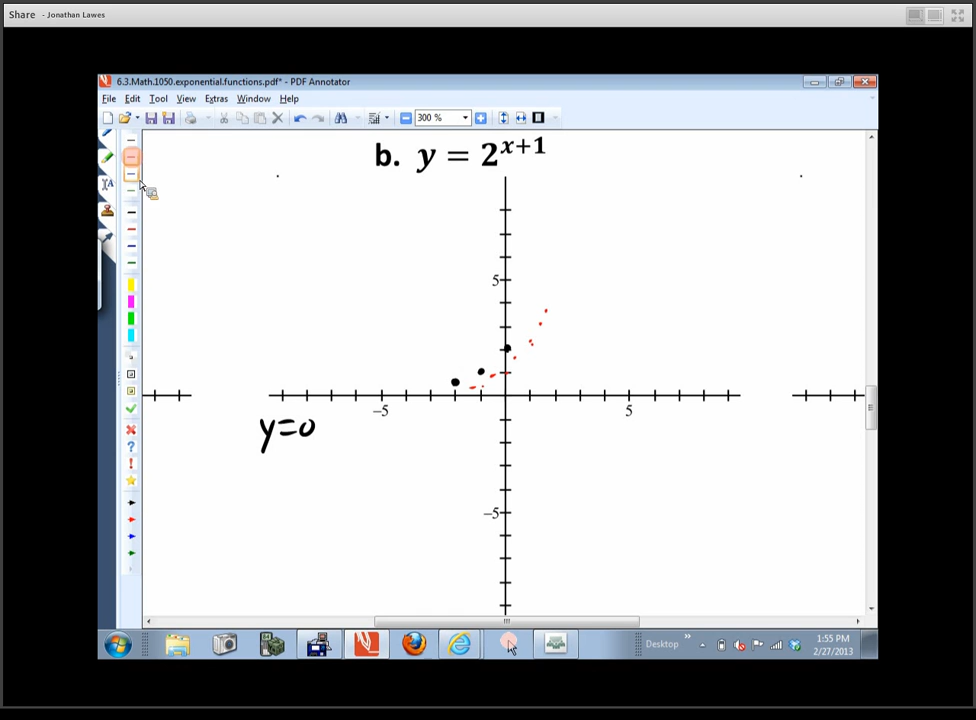 Share - Jonathan Lawes
6.3.Math.1050.exponential.functions.pdf* - PDF Annotator
File Edit Tool View Extras Window Help
300 %
b. y = 2^{x+1}
5
−5 5
y=0
−5
Desktop
1:55 PM
2/27/2013